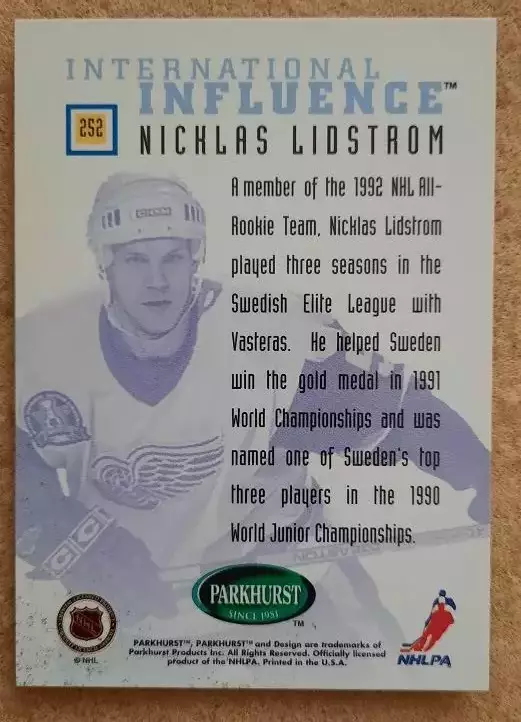 INTERNATIONAL
INFLUENCE™
252
NICKLAS LIDSTROM
A member of the 1992 NHL All-
Rookie Team, Nicklas Lidstrom
played three seasons in the
Swedish Elite League with
Vasteras. He helped Sweden
win the gold medal in 1991
World Championships and was
named one of Sweden's top
three players in the 1990
World Junior Championships.
CCM
PARKHURST
SINCE 1951
™
PARKHURST™, PARKHURST™ and Design are trademarks of
Parkhurst Products Inc. All Rights Reserved. Officially licensed
product of the NHLPA. Printed in the U.S.A.
NHL
© NHL
NHLPA